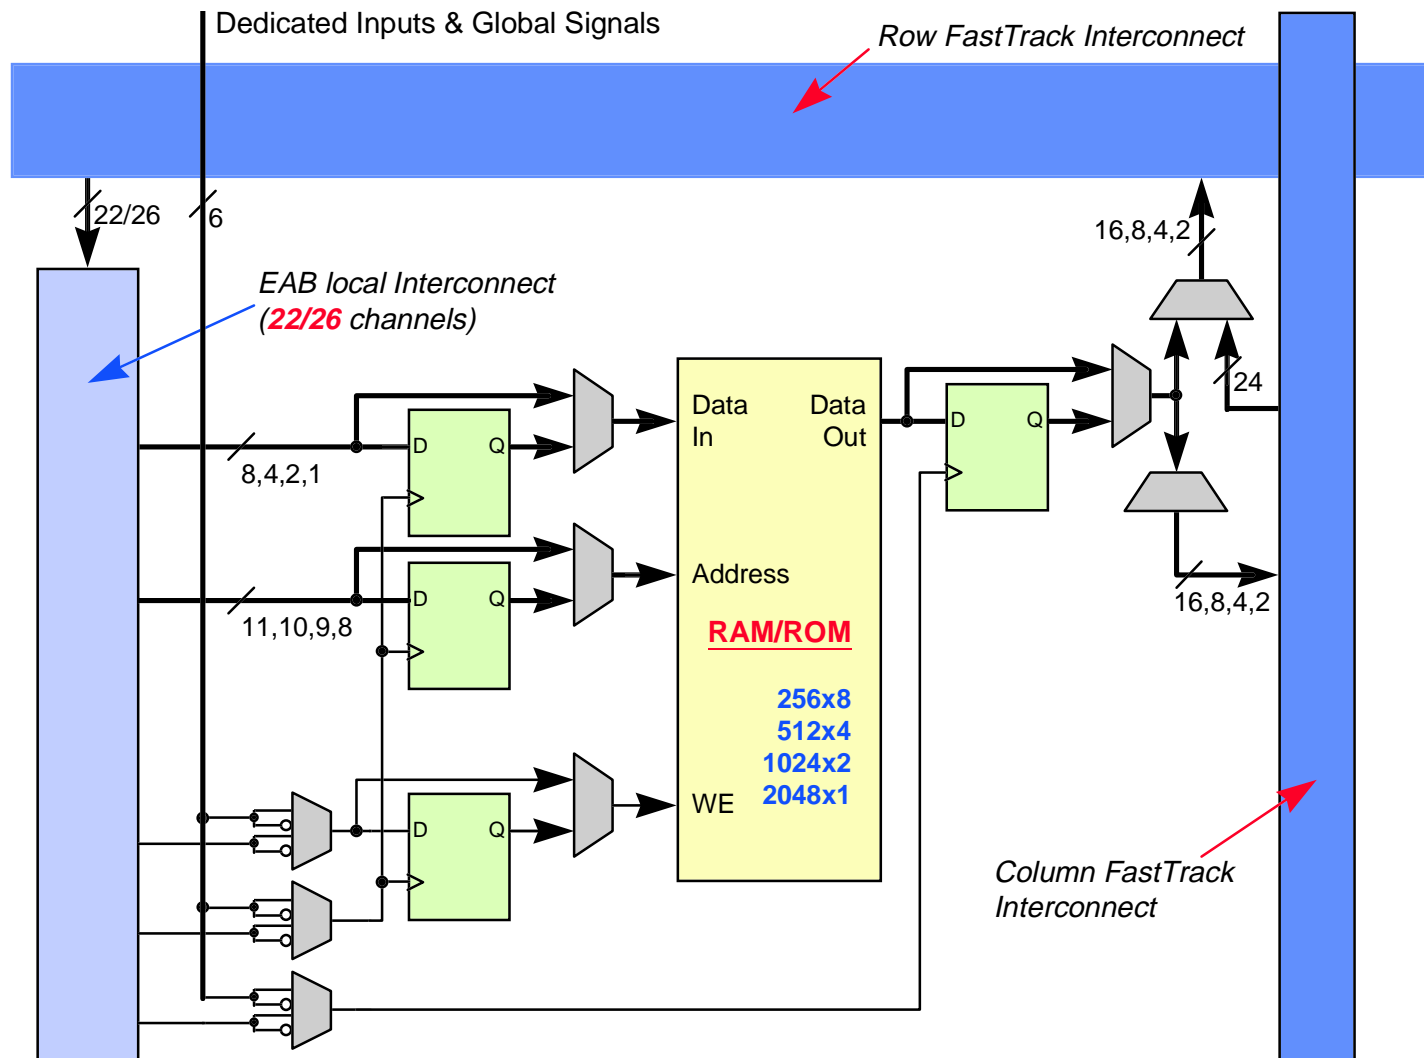 Dedicated Inputs & Global Signals
Row FastTrack Interconnect
22/26
6
16,8,4,2
EAB local Interconnect
(22/26 channels)
24
Data
In
Data
Out
D
Q
D
Q
8,4,2,1
Address
D
Q
16,8,4,2
11,10,9,8
RAM/ROM
256x8
512x4
1024x2
2048x1
WE
D
Q
Column FastTrack
Interconnect